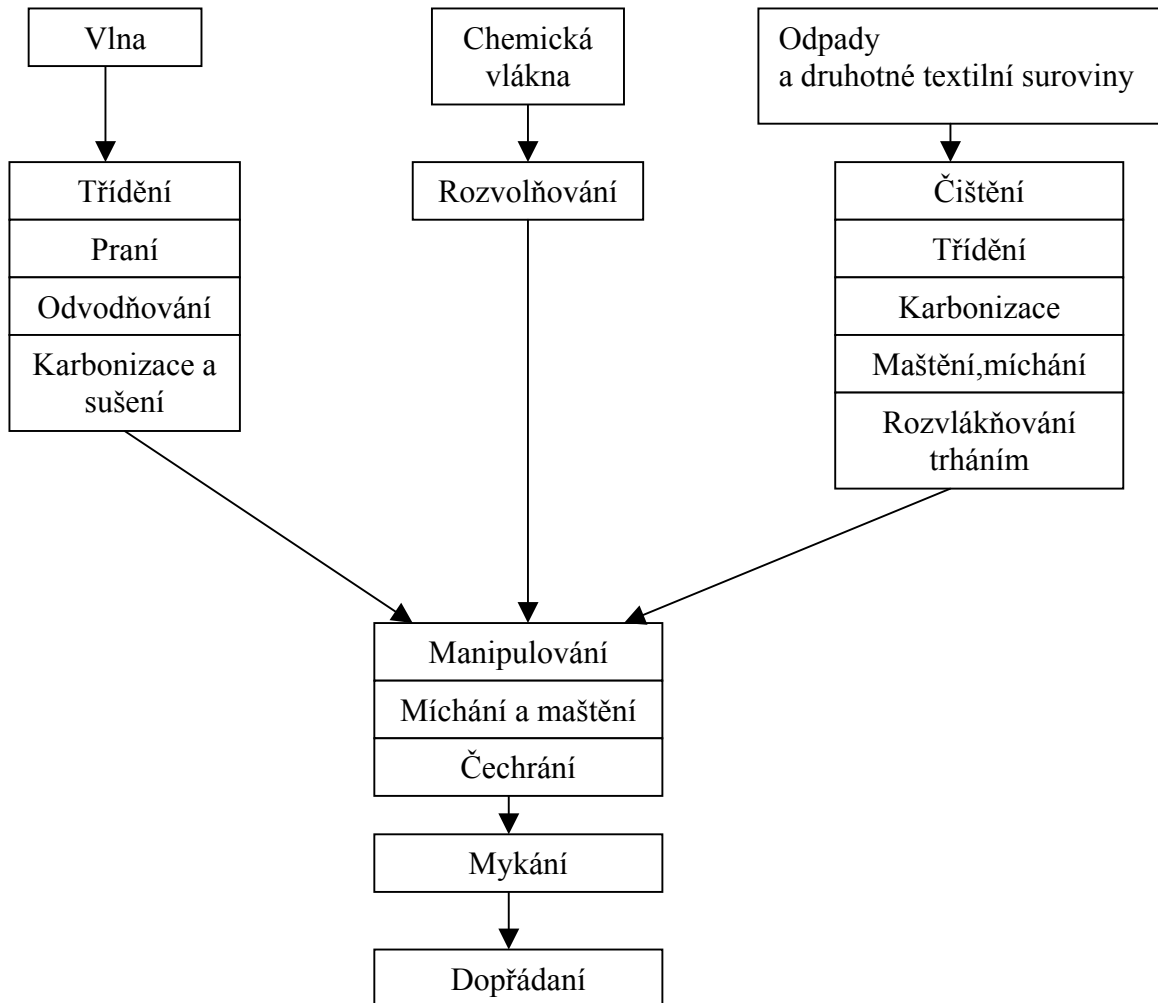 Vlna
Chemická
vlákna
Odpady
a druhotné textilní suroviny
Třídění
Praní
Odvodňování
Karbonizace a
sušení
Rozvolňování
Čištění
Třídění
Karbonizace
Maštění,míchání
Rozvlákňování
trháním
Manipulování
Míchání a maštění
Čechrání
Mykání
Dopřádaní